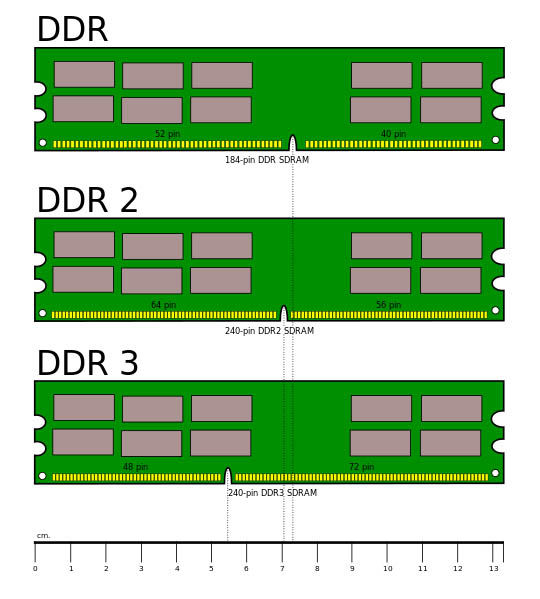 DDR
52 pin 40 pin
184-pin DDR SDRAM
DDR 2
64 pin 56 pin
240-pin DDR2 SDRAM
DDR 3
48 pin 72 pin
240-pin DDR3 SDRAM
cm.
0 1 2 3 4 5 6 7 8 9 10 11 12 13